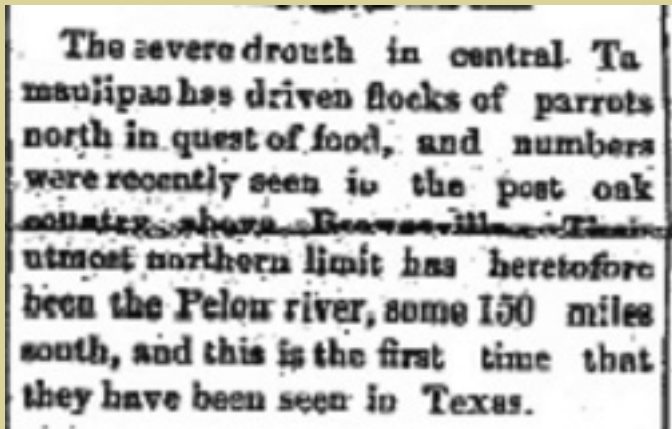 The severe drouth in central Ta
maulipas has driven flocks of parrots
north in quest of food, and numbers
were recently seen in the post oak
country above Brownsville. Their
utmost northern limit has heretofore
been the Pelon river, some 150 miles
south, and this is the first time that
they have been seen in Texas.